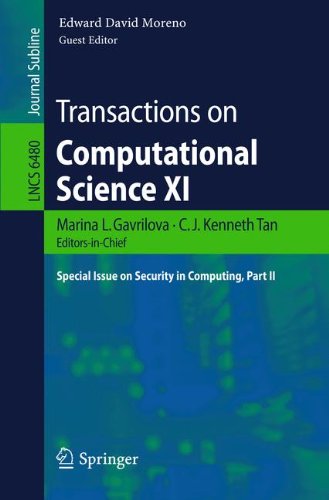 Edward David Moreno
Guest Editor
Journal Subline
LNCS 6480
Transactions on
Computational
Science XI
Marina L. Gavrilova · C. J. Kenneth Tan
Editors-in-Chief
Special Issue on Security in Computing, Part II
Springer